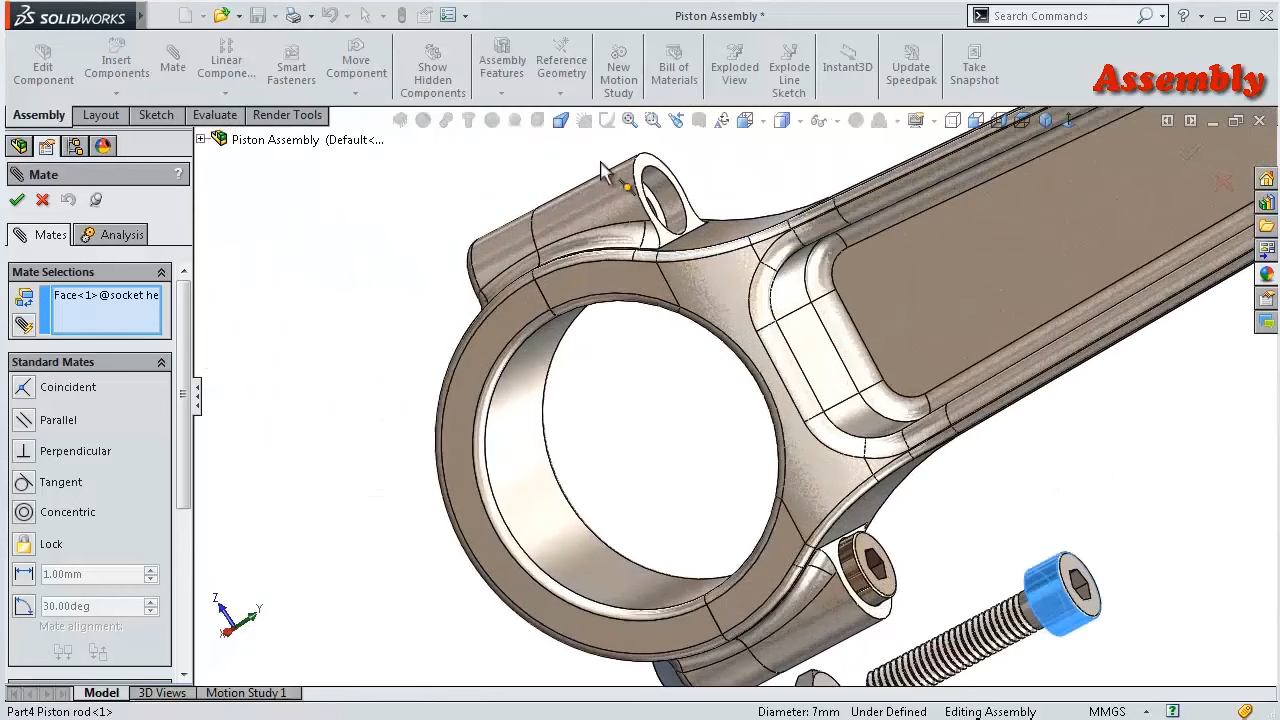 SOLIDWORKS
Piston Assembly *
Search Commands
?
Edit
Component
Insert
Components
Mate
Linear
Compone...
Smart
Fasteners
Move
Component
Show
Hidden
Components
Assembly
Features
Reference
Geometry
New
Motion
Study
Bill of
Materials
Exploded
View
Explode
Line
Sketch
Instant3D
Update
Speedpak
Take
Snapshot
Assembly
Assembly
Layout
Sketch
Evaluate
Render Tools
Piston Assembly (Default<...
Mate
?
Mates
Analysis
Mate Selections
Face<1>@socket he
Standard Mates
Coincident
Parallel
Perpendicular
Tangent
Concentric
Lock
1.00mm
30.00deg
Mate alignment:
Z
Y
X
Model
3D Views
Motion Study 1
Part4 Piston rod<1>
Diameter: 7mm
Under Defined
Editing Assembly
MMGS
?